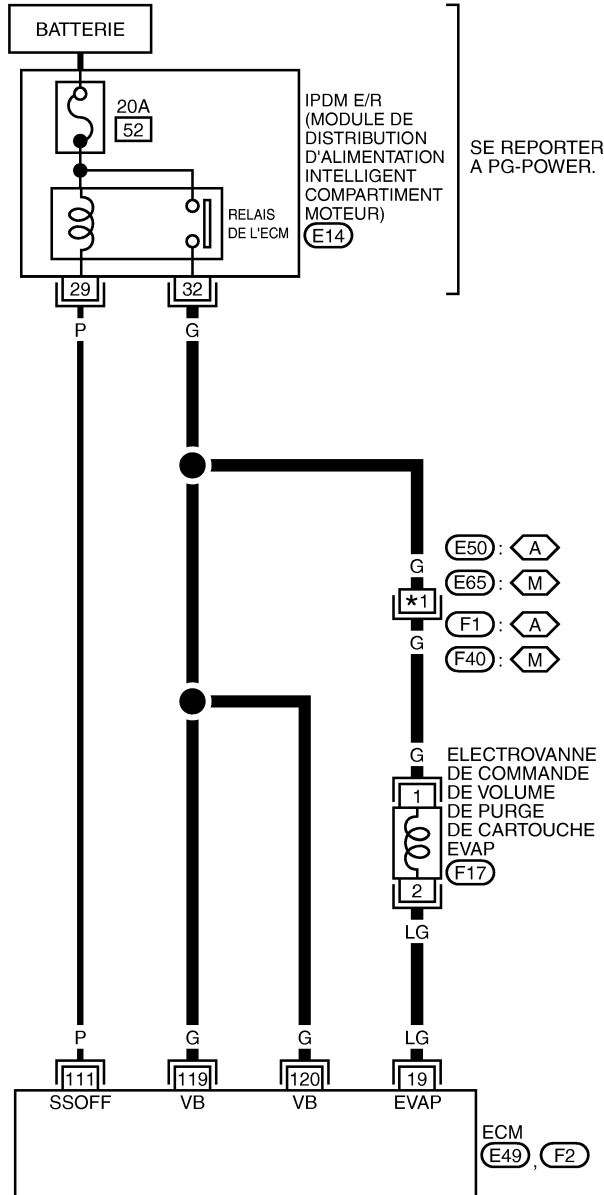 BATTERIE
20A
52
IPDM E/R
(MODULE DE
DISTRIBUTION
D'ALIMENTATION
INTELLIGENT
COMPARTIMENT
MOTEUR)
E14
SE REPORTER
A PG-POWER.
RELAIS
DE L'ECM
29
32
P
G
G
*1
G
E50 : A
E65 : M
F1 : A
F40 : M
G
1
2
ELECTROVANNE
DE COMMANDE
DE VOLUME
DE PURGE
DE CARTOUCHE
EVAP
F17
LG
P
G
G
LG
111
119
120
19
SSOFF
VB
VB
EVAP
ECM
E49 , F2